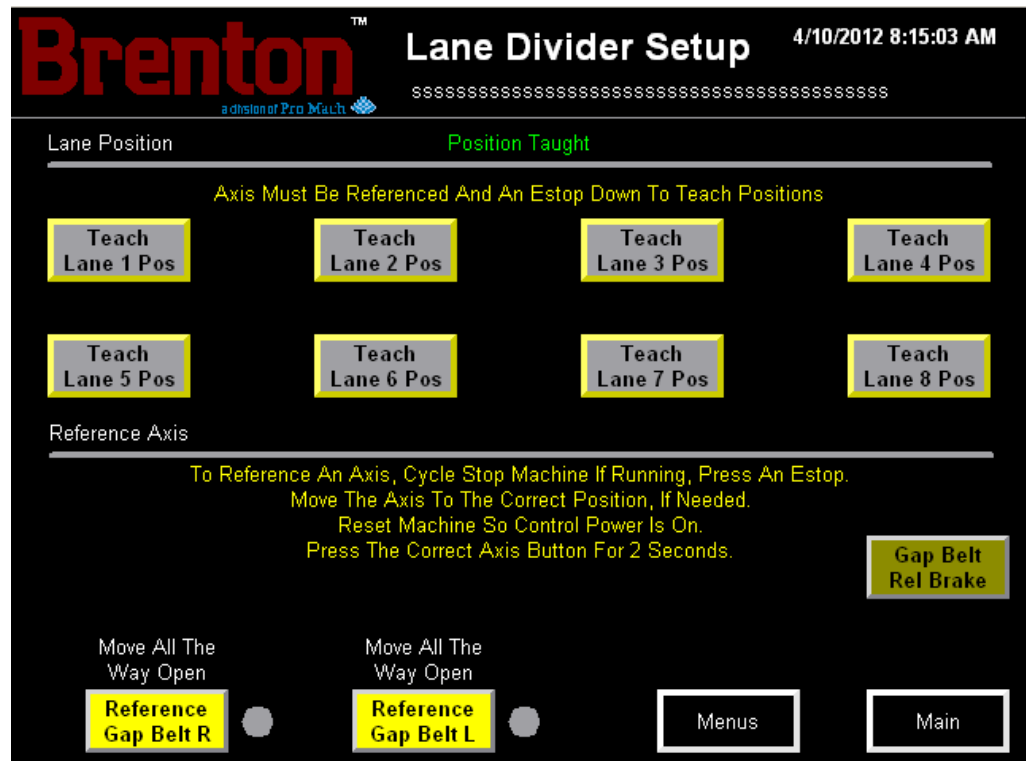 Brenton™
a division of Pro Mach
Lane Divider Setup
4/10/2012 8:15:03 AM
sssssssssssssssssssssssssssssssssssssssssss
Lane Position
Position Taught
Axis Must Be Referenced And An Estop Down To Teach Positions
Teach
Lane 1 Pos
Teach
Lane 2 Pos
Teach
Lane 3 Pos
Teach
Lane 4 Pos
Teach
Lane 5 Pos
Teach
Lane 6 Pos
Teach
Lane 7 Pos
Teach
Lane 8 Pos
Reference Axis
To Reference An Axis, Cycle Stop Machine If Running, Press An Estop.
Move The Axis To The Correct Position, If Needed.
Reset Machine So Control Power Is On.
Press The Correct Axis Button For 2 Seconds.
Gap Belt
Rel Brake
Move All The
Way Open
Reference
Gap Belt R
Move All The
Way Open
Reference
Gap Belt L
Menus
Main